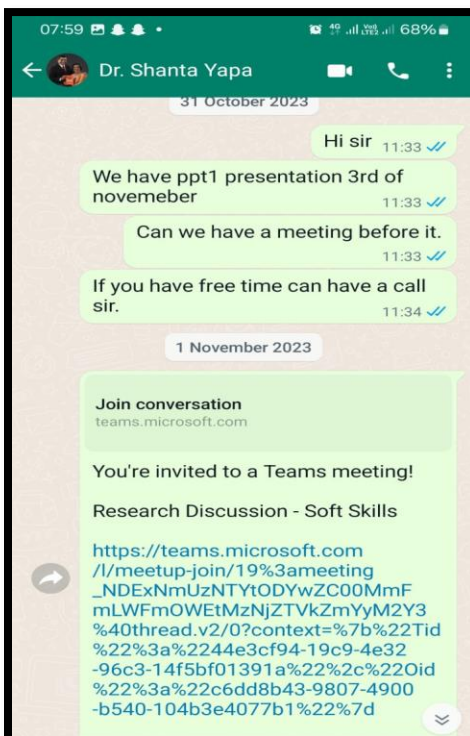 07:59 4G VoD LTE2 68%
Dr. Shanta Yapa
31 October 2023
Hi sir 11:33
We have ppt1 presentation 3rd of
novemeber
11:33
Can we have a meeting before it.
11:33
If you have free time can have a call
sir.
11:34
1 November 2023
Join conversation
teams.microsoft.com
You're invited to a Teams meeting!
Research Discussion - Soft Skills
https://teams.microsoft.com
/l/meetup-join/19%3ameeting
_NDExNmUzNTYtODYwZC00MmF
mLWFmOWEtMzNjZTVkZmYyM2Y3
%40thread.v2/0?context=%7b%22Tid
%22%3a%2244e3cf94-19c9-4e32
-96c3-14f5bf01391a%22%2c%22Oid
%22%3a%22c6dd8b43-9807-4900
-b540-104b3e4077b1%22%7d